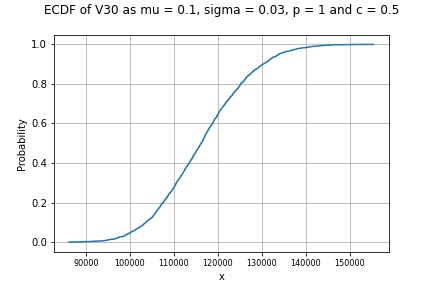 ECDF of V30 as mu = 0.1, sigma = 0.03, p = 1 and c = 0.5
1.0
0.8
0.6
0.4
0.2
0.0
Probability
90000 100000 110000 120000 130000 140000 150000
x